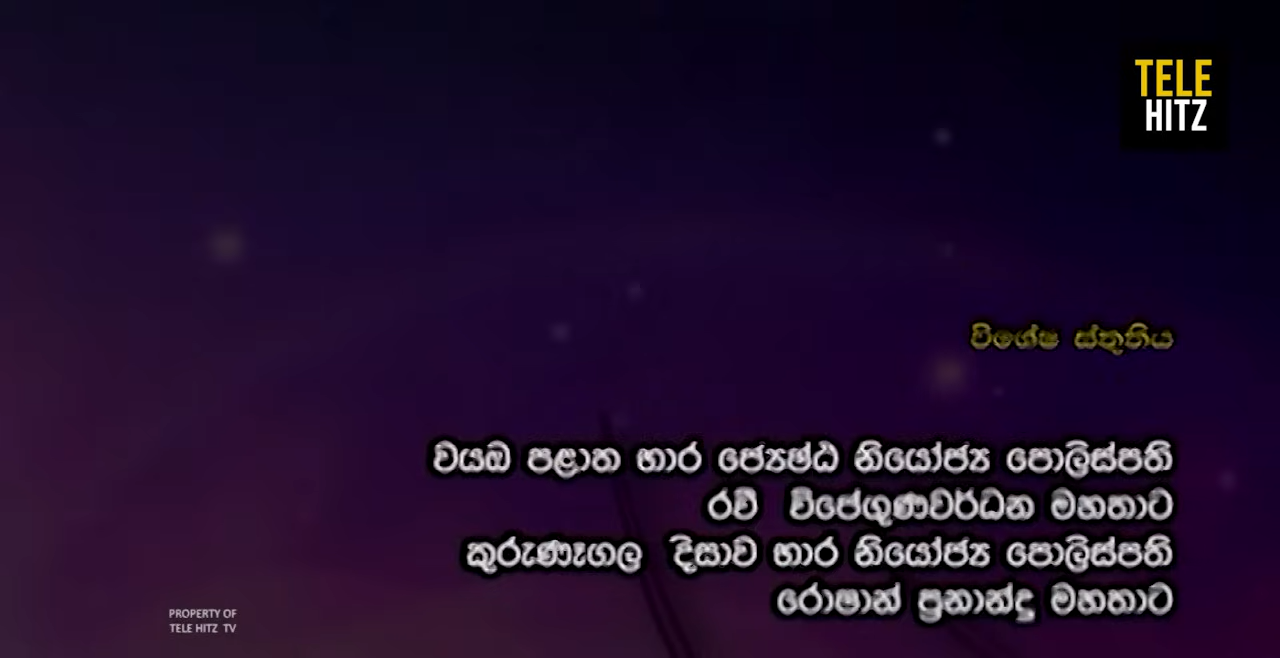 TELE
HITZ
විශේෂ ස්තුතිය
වයඹ පළාත භාර ජ්‍යෙෂ්ඨ නියෝජ්‍ය පොලිස්පති
රවී විජේගුණවර්ධන මහතාට
කුරුණෑගල දිසාව භාර නියෝජ්‍ය පොලිස්පති
රොෂාන් ප්‍රනාන්දු මහතාට
PROPERTY OF
TELE HITZ TV